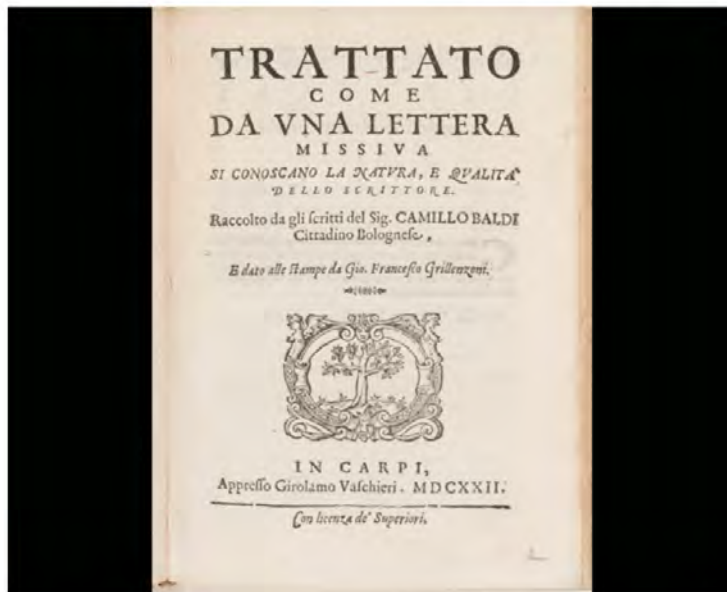 TRATTATO
COME
DA VNA LETTERA
MISSIVA
SI CONOSCANO LA NATVRA, E QVALITA'
DELLO SCRITTORE.
Raccolto da gli ſcritti del Sig. CAMILLO BALDI
Cittadino Bologneſe,
E dato alle ſtampe da Gio. Franceſco Grillenzoni.
IN CARPI,
Appreſſo Girolamo Vaſchieri. MDCXXII.
Con licenza de' Superiori.